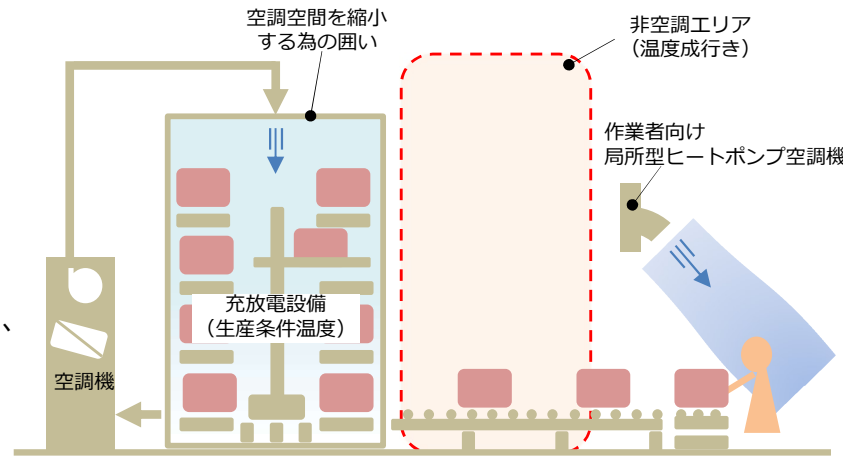 空調空間を縮小
する為の囲い
非空調エリア
（温度成行き）
作業者向け
局所型ヒートポンプ空調機
充放電設備
（生産条件温度）
、
空調機